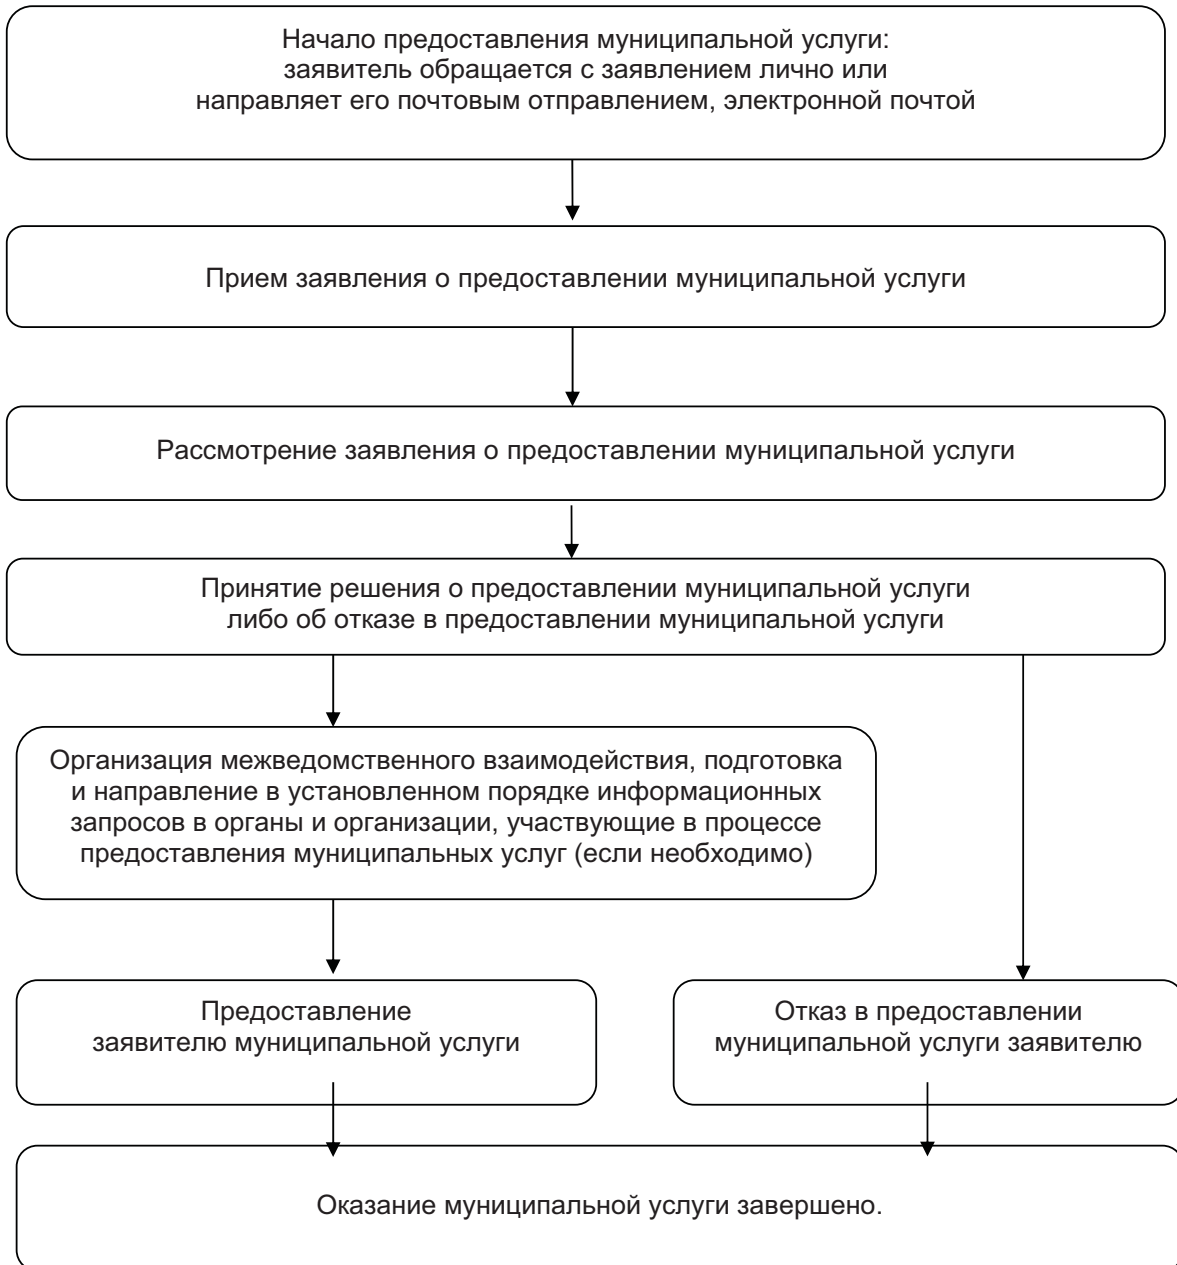 Начало предоставления муниципальной услуги:
заявитель обращается с заявлением лично или
направляет его почтовым отправлением, электронной почтой
Прием заявления о предоставлении муниципальной услуги
Рассмотрение заявления о предоставлении муниципальной услуги
Принятие решения о предоставлении муниципальной услуги
либо об отказе в предоставлении муниципальной услуги
Организация межведомственного взаимодействия, подготовка
и направление в установленном порядке информационных
запросов в органы и организации, участвующие в процессе
предоставления муниципальных услуг (если необходимо)
Предоставление
заявителю муниципальной услуги
Отказ в предоставлении
муниципальной услуги заявителю
Оказание муниципальной услуги завершено.